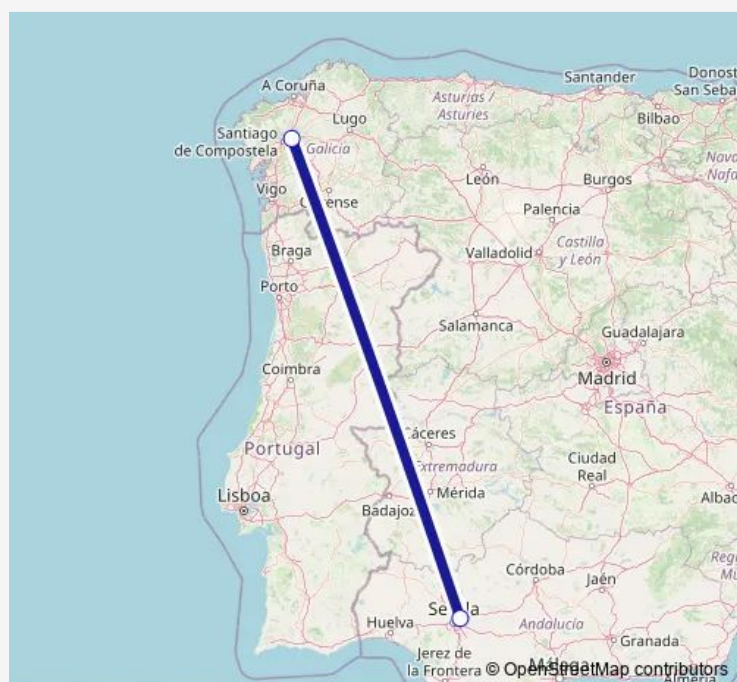 A Coruña
Santander
Donost
San Seba
Asturias /
Asturies
Bilbao
Lugo
Santiago
de Compostela
Galicia
Nava
Nafa
León
Burgos
Vigo
Palencia
Braga
Castilla
y León
Valladolid
Porto
Salamanca
Guadalajara
Coimbra
Madrid
España
Portugal
Extremadura
Ciudad
Real
Lisboa
Mérida
Badajoz
Albac
Córdoba
Jaén
Huelva
Andalucía
Granada
Jerez de
la Frontera
Málaga
Almería
© OpenStreetMap contributors